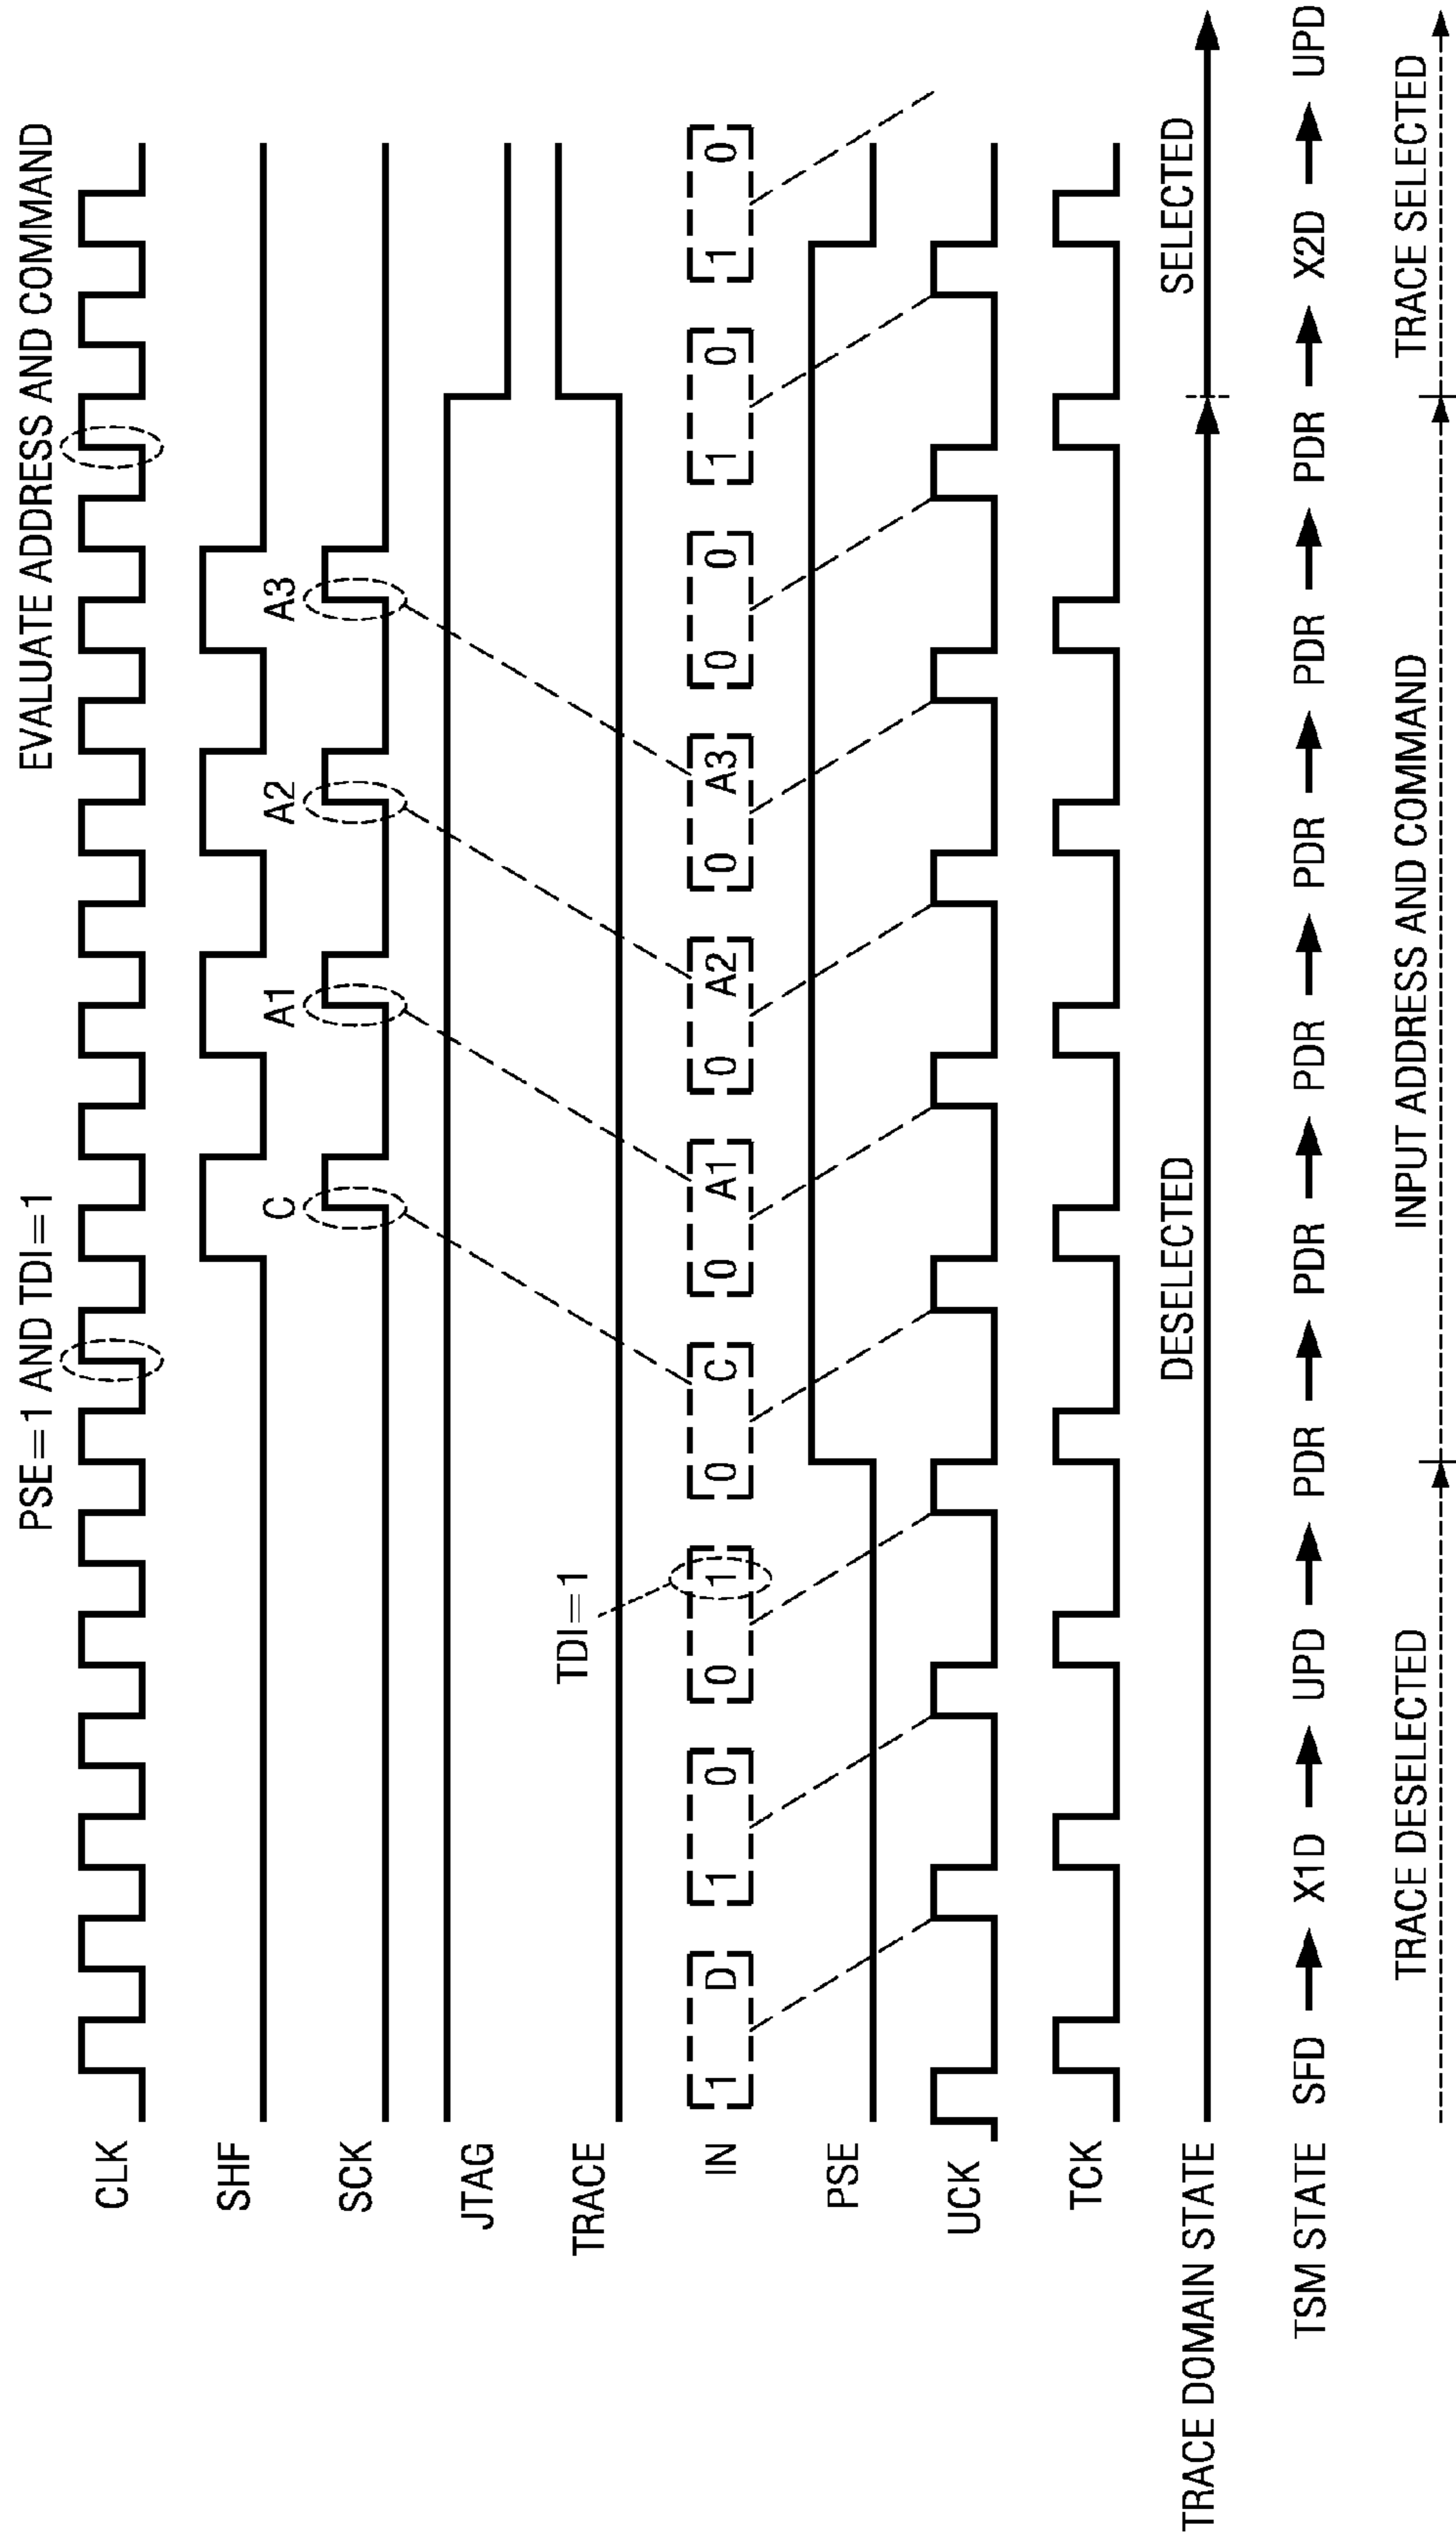 PSE=1 AND TDI=1 EVALUATE ADDRESS AND COMMAND
CLK
SHF
C A1 A2 A3
SCK
JTAG
TDI=1
TRACE
IN 1 D 1 0 0 1 0 C 0 A1 0 A2 0 A3 0 0 1 0 1 0
PSE
UCK
TCK
DESELECTED SELECTED
TRACE DOMAIN STATE
TSM STATE SFD → X1D → UPD → PDR → PDR → PDR → PDR → PDR → PDR → X2D → UPD
TRACE DESELECTED INPUT ADDRESS AND COMMAND TRACE SELECTED